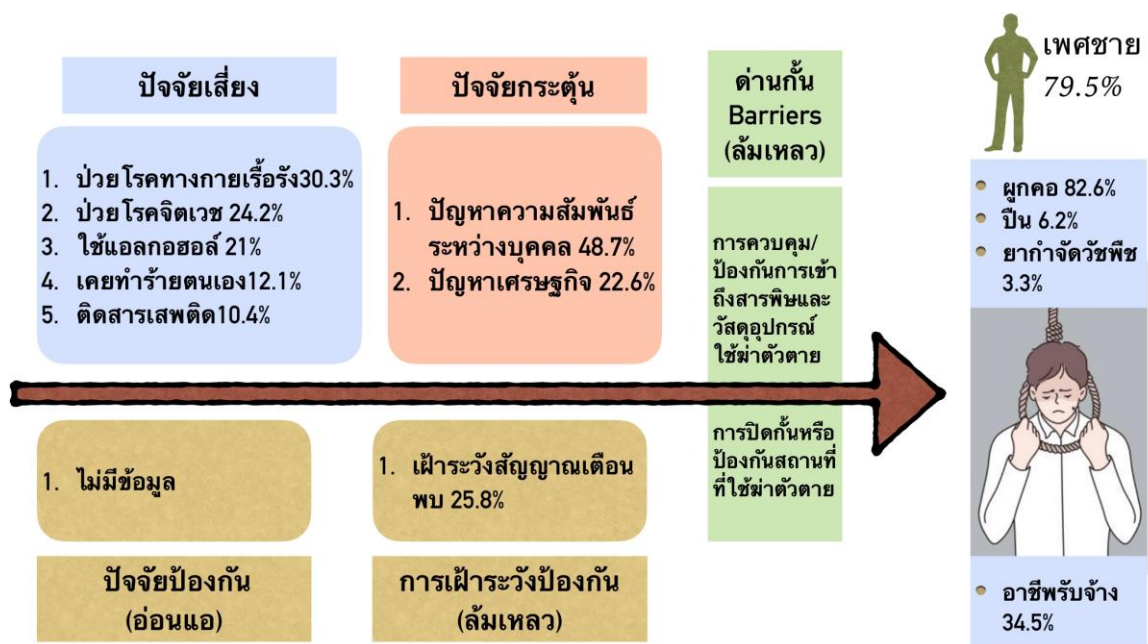 ปัจจัยเสี่ยง
1. ป่วยโรคทางกายเรื้อรัง30.3%
2. ป่วยโรคจิตเวช 24.2%
3. ใช้แอลกอฮอล์ 21%
4. เคยทำร้ายตนเอง12.1%
5. ติดสารเสพติด10.4%
ปัจจัยกระตุ้น
1. ปัญหาความสัมพันธ์
ระหว่างบุคคล 48.7%
2. ปัญหาเศรษฐกิจ 22.6%
ด่านกั้น
Barriers
(ล้มเหลว)
การควบคุม/
ป้องกันการเข้า
ถึงสารพิษและ
วัสดุอุปกรณ์
ใช้ฆ่าตัวตาย
การปิดกั้นหรือ
ป้องกันสถานที่
ที่ใช้ฆ่าตัวตาย
1. ไม่มีข้อมูล
ปัจจัยป้องกัน
(อ่อนแอ)
1. เฝ้าระวังสัญญาณเตือน
พบ 25.8%
การเฝ้าระวังป้องกัน
(ล้มเหลว)
เพศชาย
79.5%
ผูกคอ 82.6%
ปืน 6.2%
ยากำจัดวัชพืช
3.3%
อาชีพรับจ้าง
34.5%